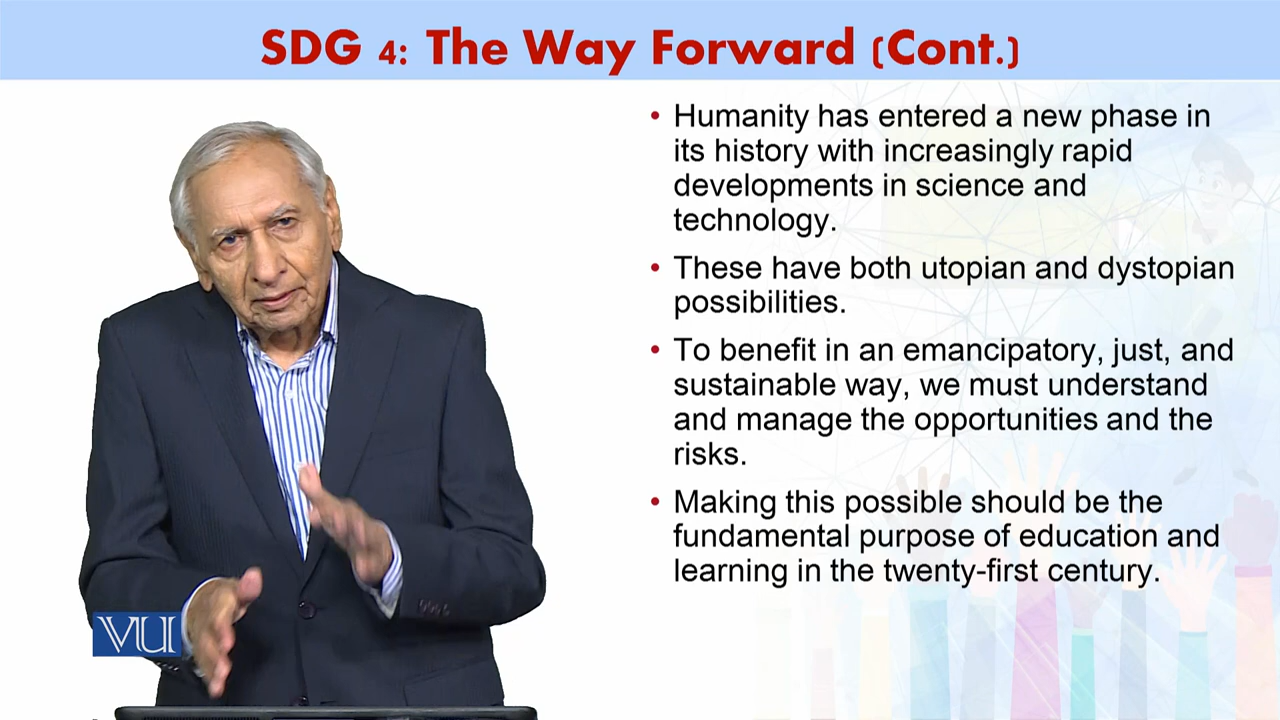 SDG 4: The Way Forward (Cont.)
• Humanity has entered a new phase in
its history with increasingly rapid
developments in science and
technology.
• These have both utopian and dystopian
possibilities.
• To benefit in an emancipatory, just, and
sustainable way, we must understand
and manage the opportunities and the
risks.
• Making this possible should be the
fundamental purpose of education and
learning in the twenty-first century.
VU